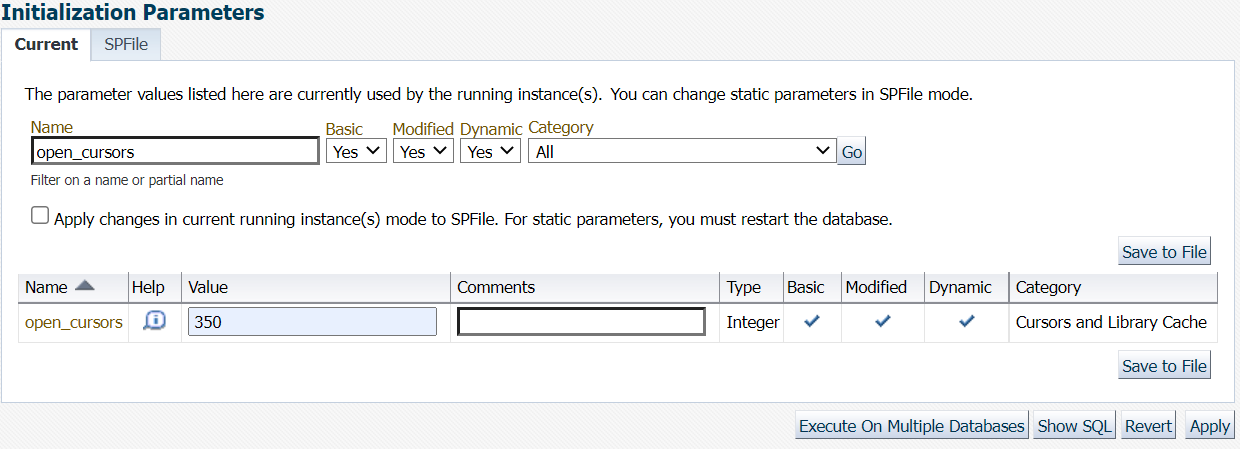 Initialization Parameters
Current SPFile
The parameter values listed here are currently used by the running instance(s). You can change static parameters in SPFile mode.
Name Basic Modified Dynamic Category
open_cursors Yes Yes Yes All Go
Filter on a name or partial name
Apply changes in current running instance(s) mode to SPFile. For static parameters, you must restart the database.
Save to File
Name Help Value Comments Type Basic Modified Dynamic Category
open_cursors 350 Integer Cursors and Library Cache
Save to File
Execute On Multiple Databases Show SQL Revert Apply